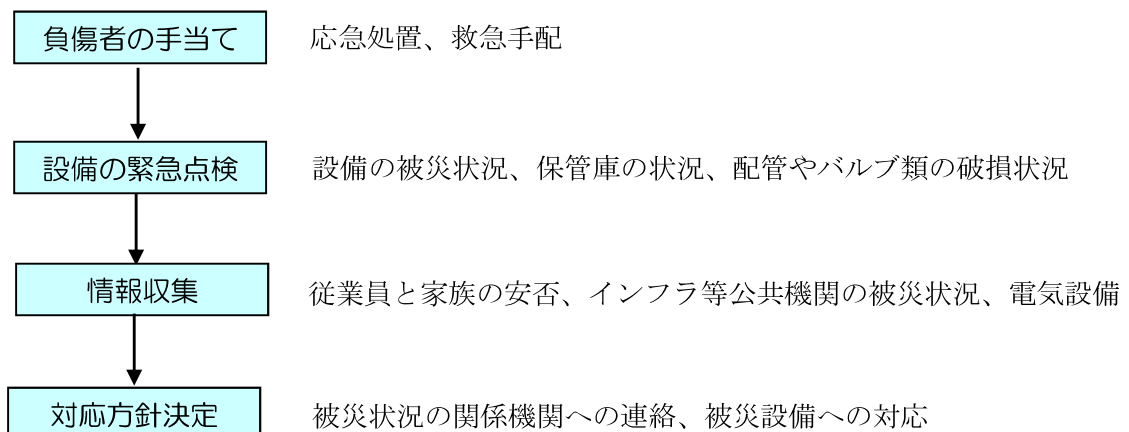 負傷者の手当て 応急処置、救急手配
設備の緊急点検 設備の被災状況、保管庫の状況、配管やバルブ類の破損状況
情報収集 従業員と家族の安否、インフラ等公共機関の被災状況、電気設備
対応方針決定 被災状況の関係機関への連絡、被災設備への対応